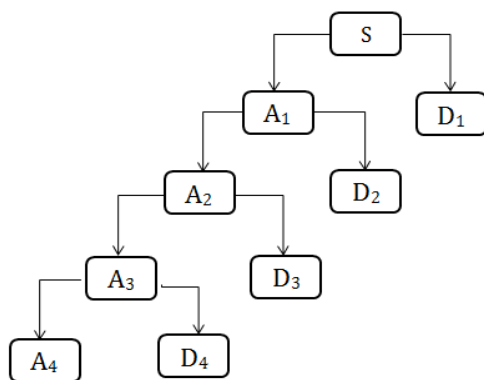 S
A₁
D₁
A₂
D₂
A₃
D₃
A₄
D₄